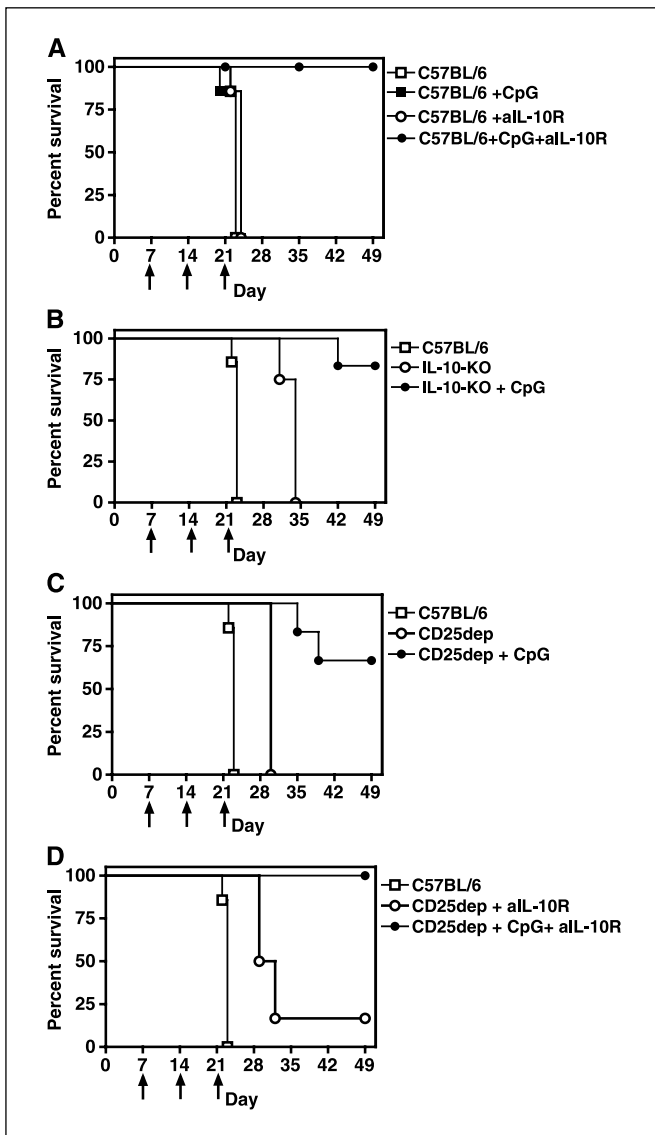 A
Percent survival
100
75
50
25
0
0 7 14 21 28 35 42 49
Day
C57BL/6
C57BL/6 +CpG
C57BL/6 +aIL-10R
C57BL/6+CpG+aIL-10R
B
Percent survival
100
75
50
25
0
0 7 14 21 28 35 42 49
Day
C57BL/6
IL-10-KO
IL-10-KO + CpG
C
Percent survival
100
75
50
25
0
0 7 14 21 28 35 42 49
Day
C57BL/6
CD25dep
CD25dep + CpG
D
Percent survival
100
75
50
25
0
0 7 14 21 28 35 42 49
Day
C57BL/6
CD25dep + aIL-10R
CD25dep + CpG+ aIL-10R